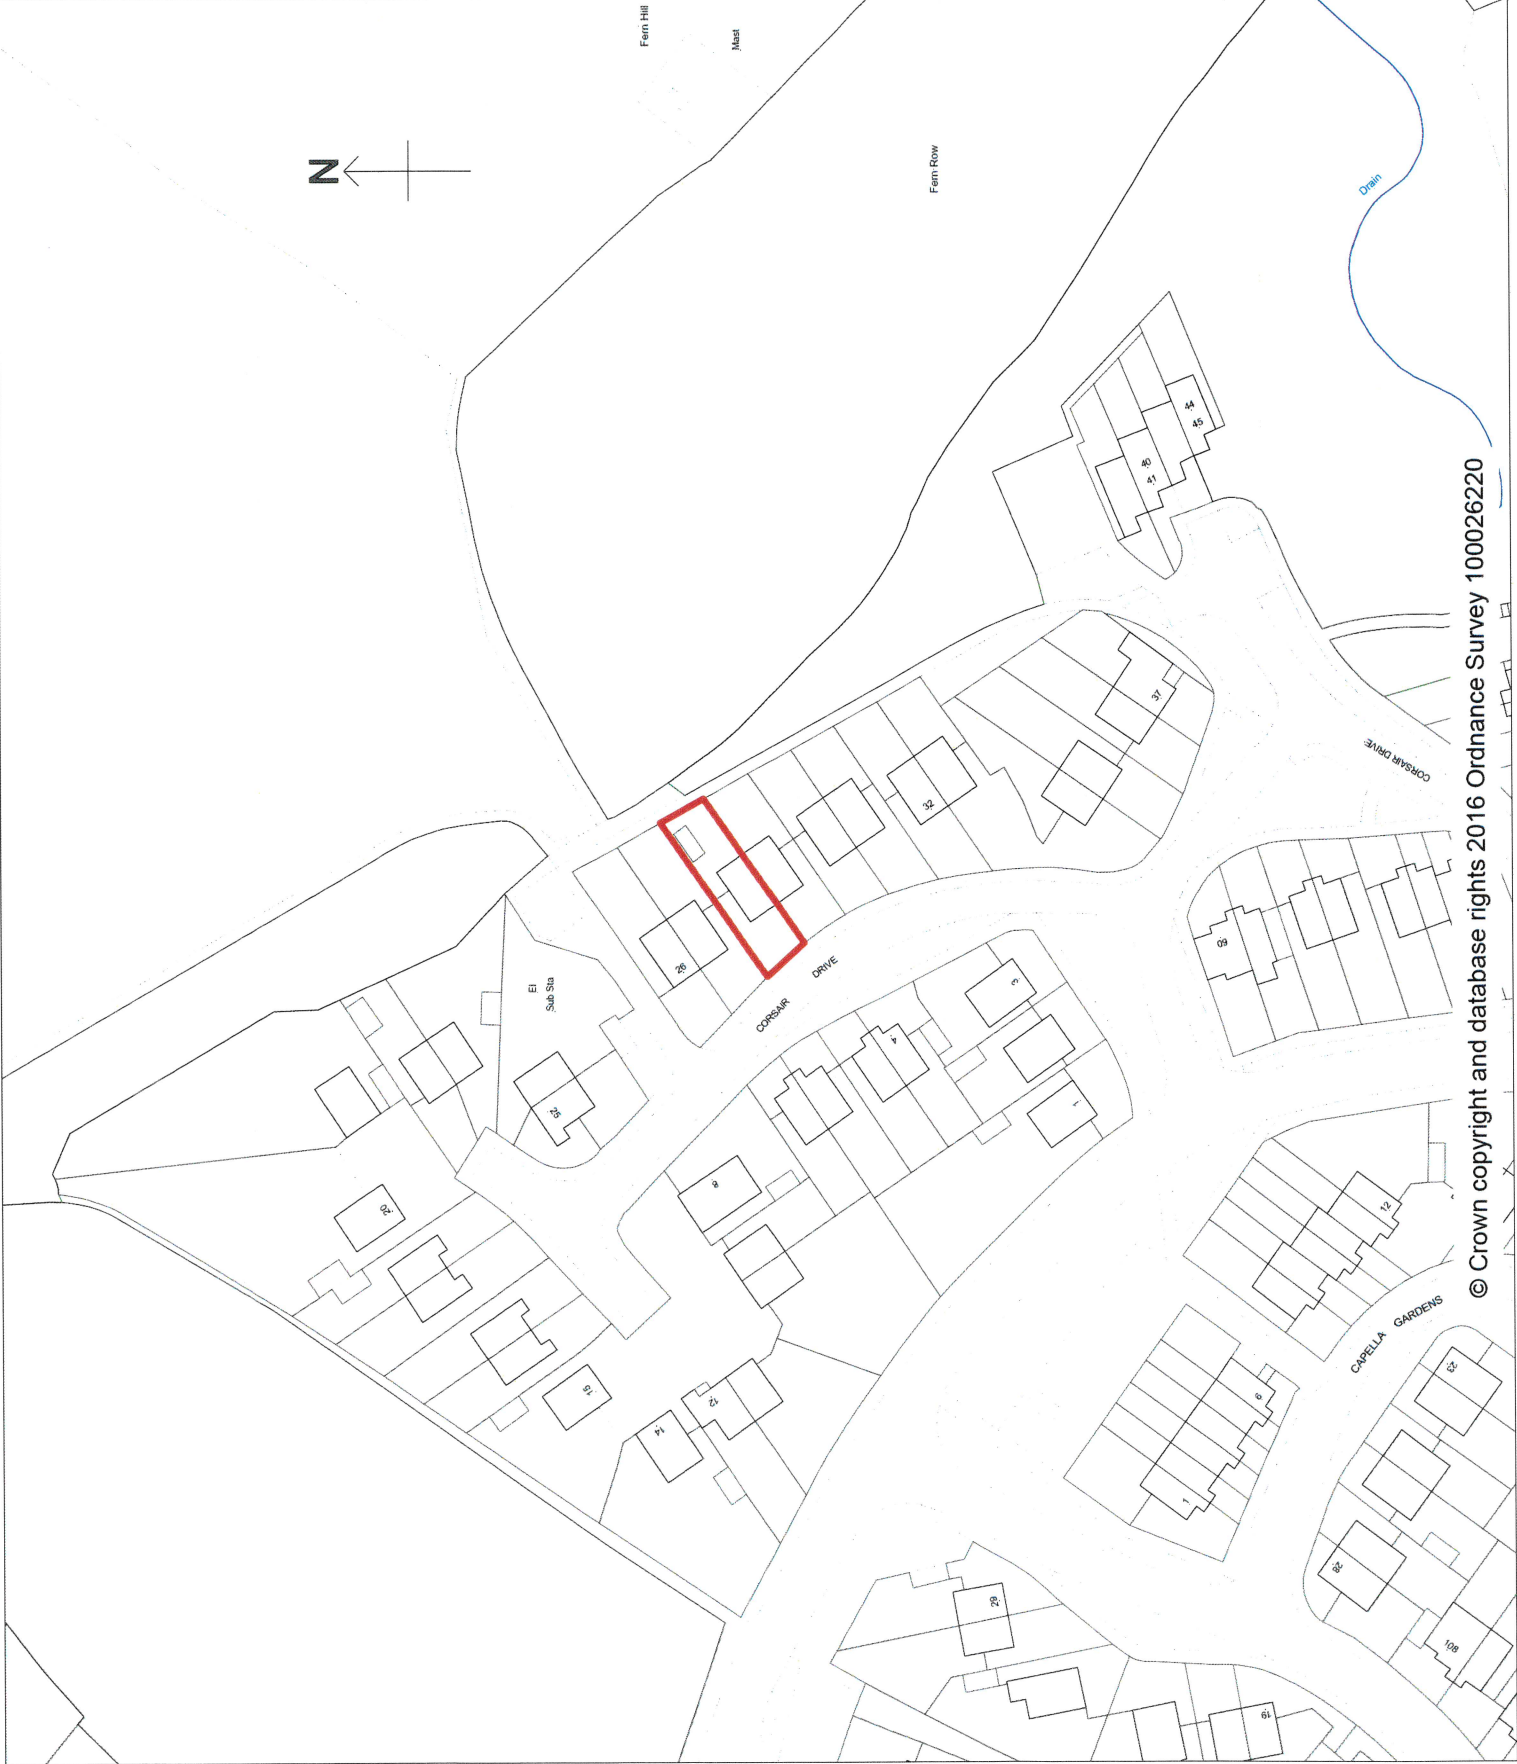 Fern Hill
Mast
N
Fern Row
Drain
44
45
40
41
37
CORSAIR DRIVE
32
26
El
Sub Sta
CORSAIR DRIVE
25
3
4
1
60
8
20
15
14
12
12
CAPELLA GARDENS
9
1
23
28
29
108
19
© Crown copyright and database rights 2016 Ordnance Survey 100026220